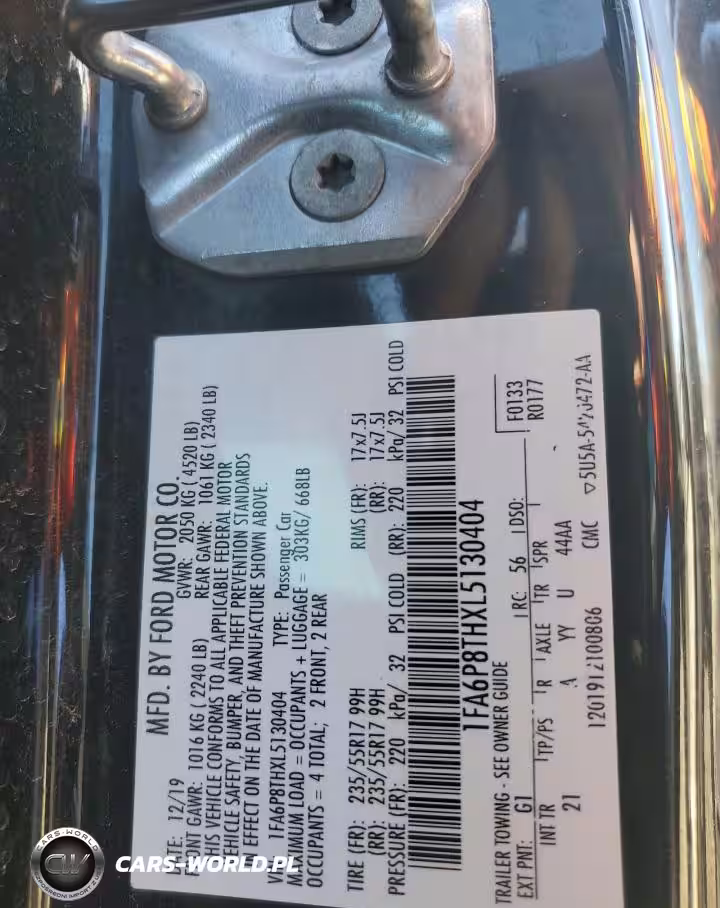 MFD. BY FORD MOTOR CO.
DATE: 12/19 GVWR: 2050 KG ( 4520 LB)
FRONT GAWR: 1016 KG ( 2240 LB) REAR GAWR: 1061 KG ( 2340 LB)
THIS VEHICLE CONFORMS TO ALL APPLICABLE FEDERAL MOTOR
VEHICLE SAFETY, BUMPER, AND THEFT PREVENTION STANDARDS
IN EFFECT ON THE DATE OF MANUFACTURE SHOWN ABOVE.
VIN: 1FA6P8THXL5130404 TYPE: Passenger Car
MAXIMUM LOAD = OCCUPANTS + LUGGAGE = 303KG/ 668LB
OCCUPANTS = 4 TOTAL; 2 FRONT, 2 REAR
TIRE (FR): 235/55R17 99H RIMS (FR): 17x7.5J
(RR): 235/55R17 99H (RR): 17x7.5J
PRESSURE (FR): 220 kPa/ 32 PSI COLD (RR): 220 kPa/ 32 PSI COLD
1FA6P8THXL5130404
TRAILER TOWING - SEE OWNER GUIDE
F0133
R0177
EXT PNT: G1 RC: 56 DSO:
INT TR TP/PS R AXLE TR SPR
21 A YY U 44AA
1201912100806 CMC
CARS-WORLD
CW
CARS-WORLD.PL